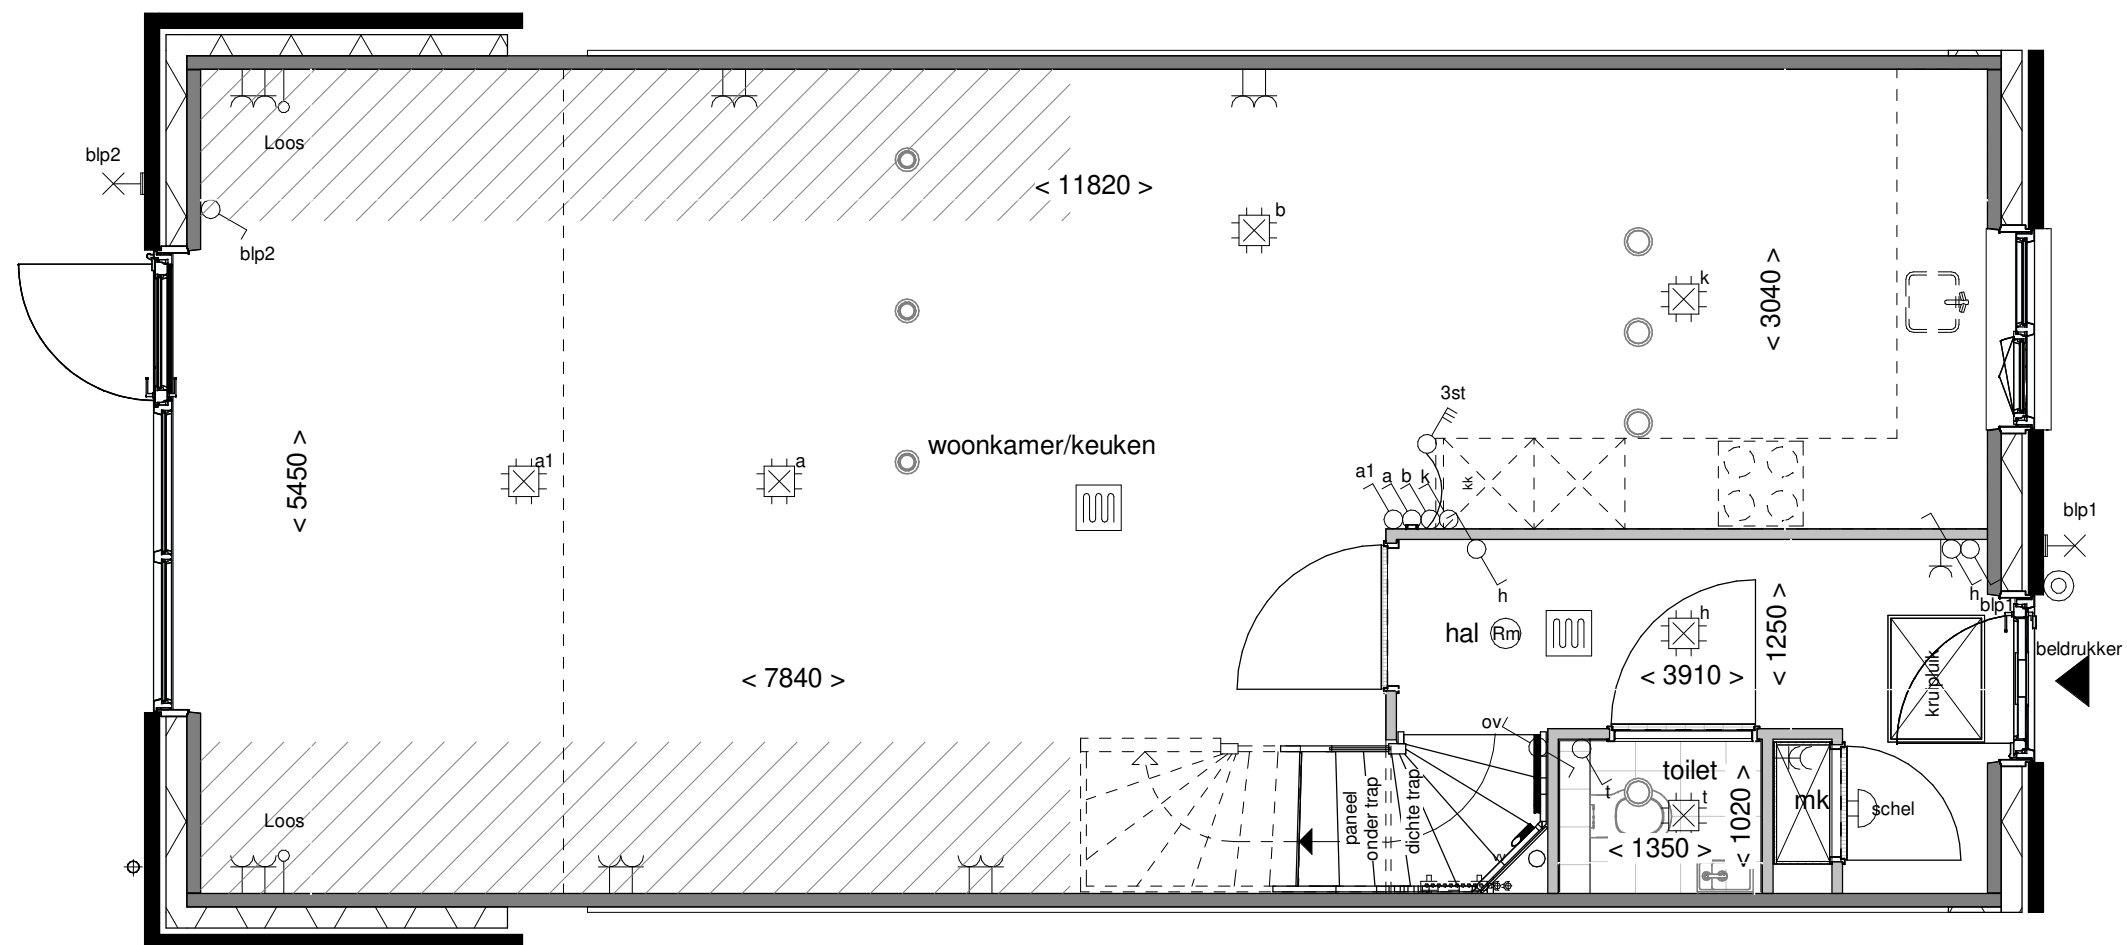 Loos
blp2
< 11820 >
b
blp2
k
< 3040 >
3st
woonkamer/keuken
a1
a
< 5450 >
a1 a b k
kk
blp1
h
h
blp1
hal
Rm
h
< 1250 >
< 3910 >
kruipluik
beldrukker
< 7840 >
ov
toilet
t
t
< 1020 >
mk
schel
paneel
onder trap
dichte trap
Loos
< 1350 >